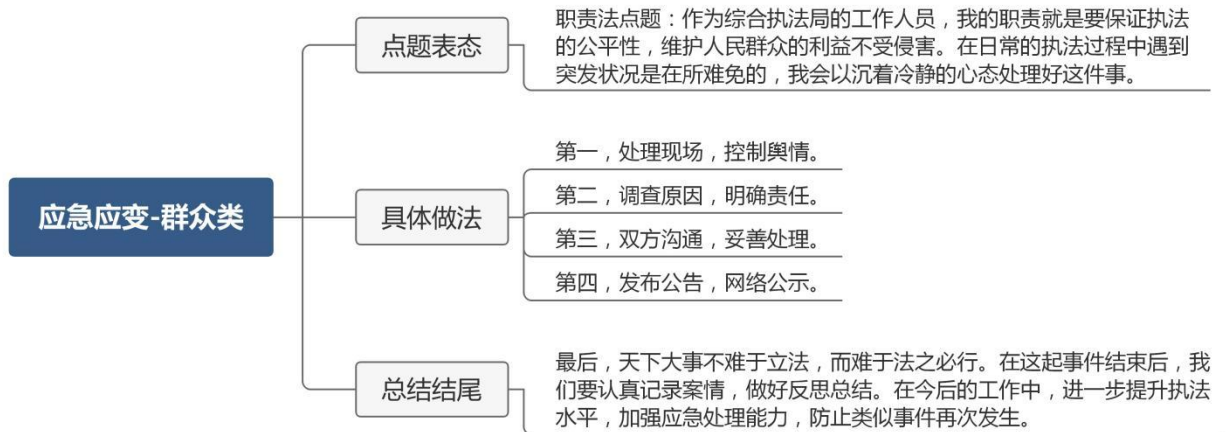 应急应变-群众类
点题表态
职责法点题：作为综合执法局的工作人员，我的职责就是要保证执法
的公平性，维护人民群众的利益不受侵害。在日常的执法过程中遇到
突发状况是在所难免的，我会以沉着冷静的心态处理好这件事。
具体做法
第一，处理现场，控制舆情。
第二，调查原因，明确责任。
第三，双方沟通，妥善处理。
第四，发布公告，网络公示。
总结结尾
最后，天下大事不难于立法，而难于法之必行。在这起事件结束后，我
们要认真记录案情，做好反思总结。在今后的工作中，进一步提升执法
水平，加强应急处理能力，防止类似事件再次发生。